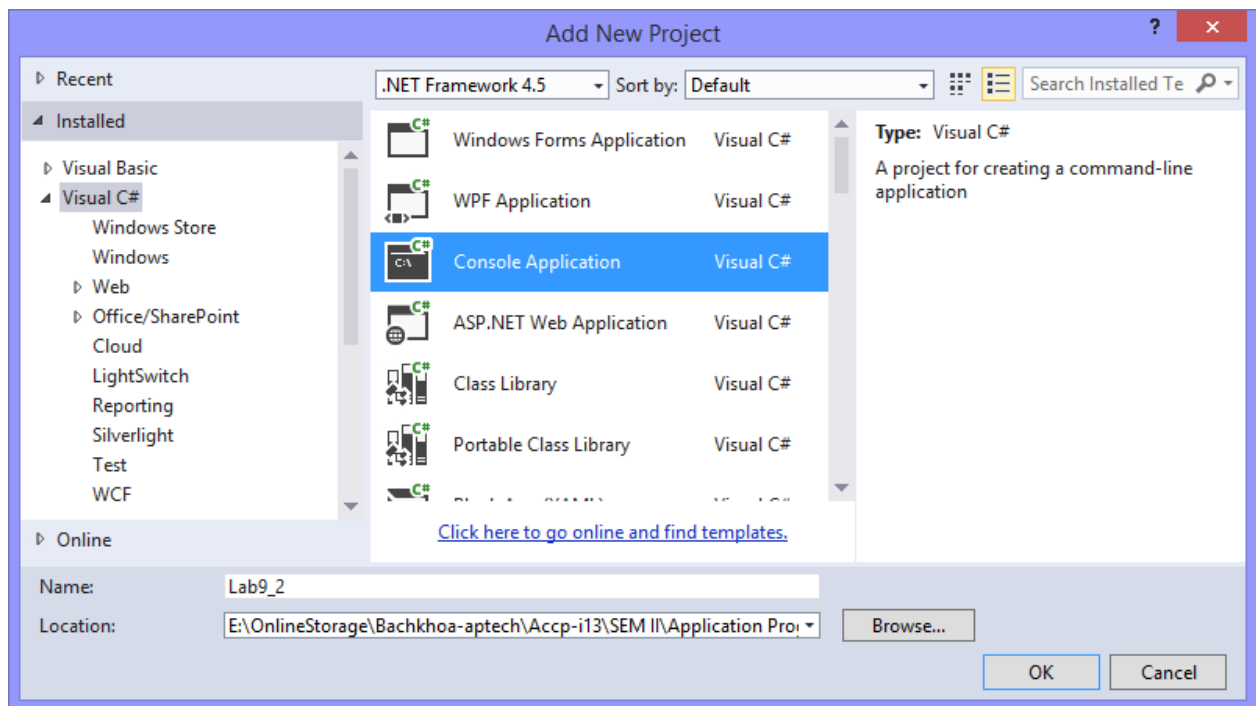 Add New Project
?
Recent
.NET Framework 4.5
Sort by:
Default
Search Installed Te
Installed
Visual Basic
Visual C#
Windows Store
Windows
Web
Office/SharePoint
Cloud
LightSwitch
Reporting
Silverlight
Test
WCF
Online
C# Windows Forms Application Visual C#
C# WPF Application Visual C#
C# C:\ Console Application Visual C#
C# ASP.NET Web Application Visual C#
C# Class Library Visual C#
C# Portable Class Library Visual C#
C#
Click here to go online and find templates.
Type: Visual C#
A project for creating a command-line
application
Name: Lab9_2
Location: E:\OnlineStorage\Bachkhoa-aptech\Accp-i13\SEM II\Application
Browse...
OK Cancel